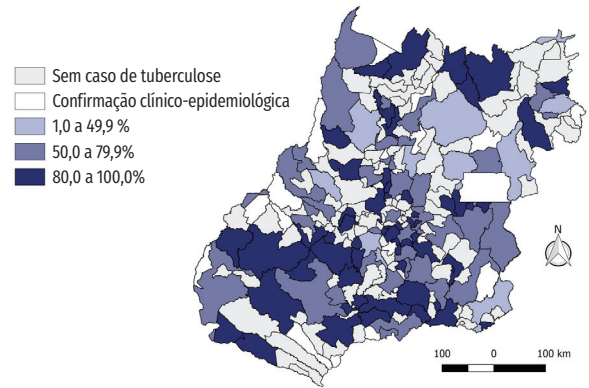 Sem caso de tuberculose
Confirmação clínico-epidemiológica
1,0 a 49,9 %
50,0 a 79,9%
80,0 a 100,0%
N
100 0 100 km